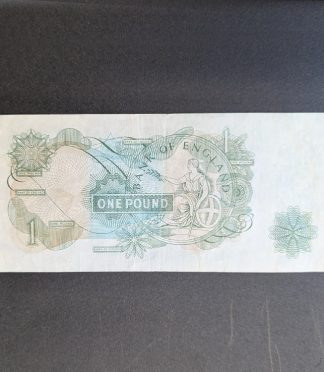 1
BANK OF ENGLAND
ONE POUND
1